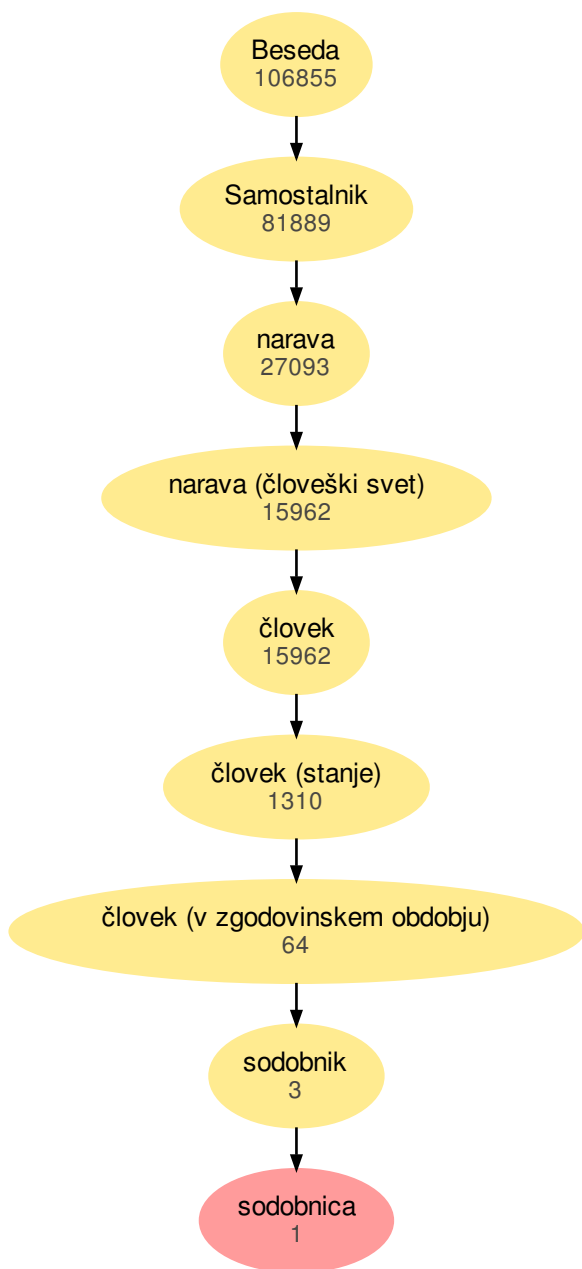 Beseda
106855
Samostalnik
81889
narava
27093
narava (človeški svet)
15962
človek
15962
človek (stanje)
1310
človek (v zgodovinskem obdobju)
64
sodobnik
3
sodobnica
1